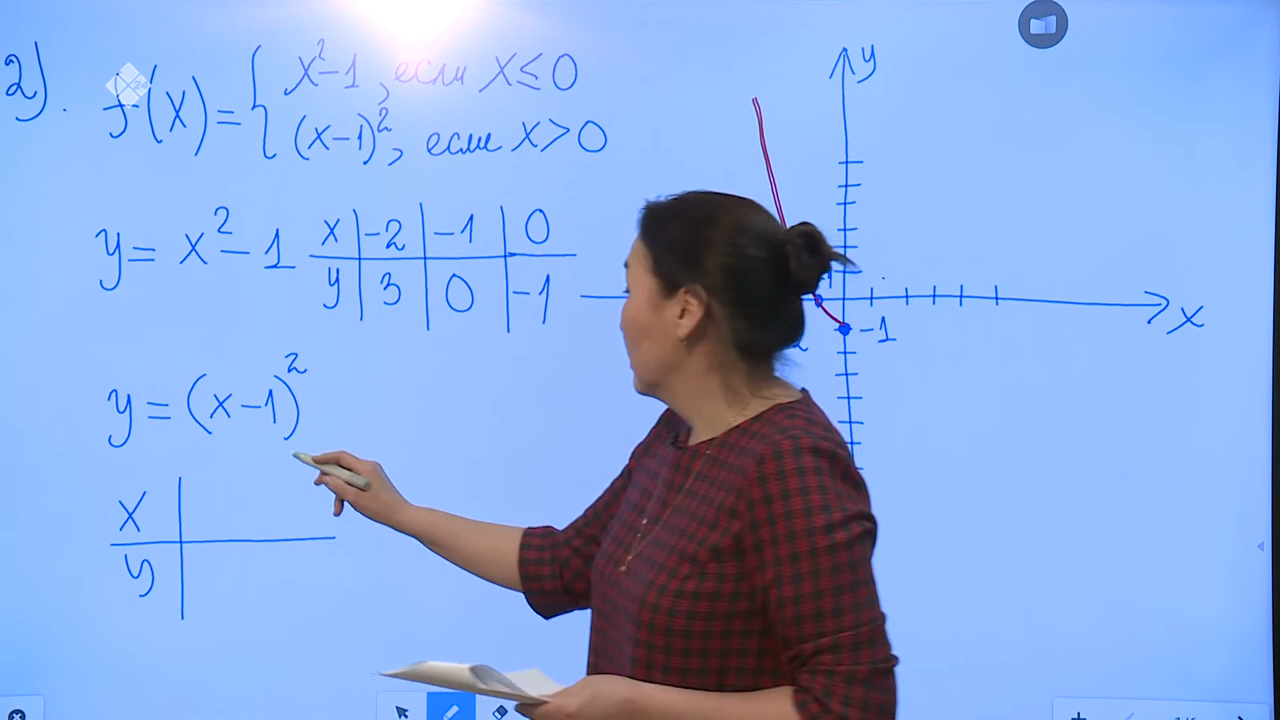 2). f(x) = { x²-1, если x ≤ 0
(x-1)², если x > 0
y = x² - 1
x | -2 | -1 | 0
y | 3 | 0 | -1
y = (x-1)²
x
y
y
-1
x